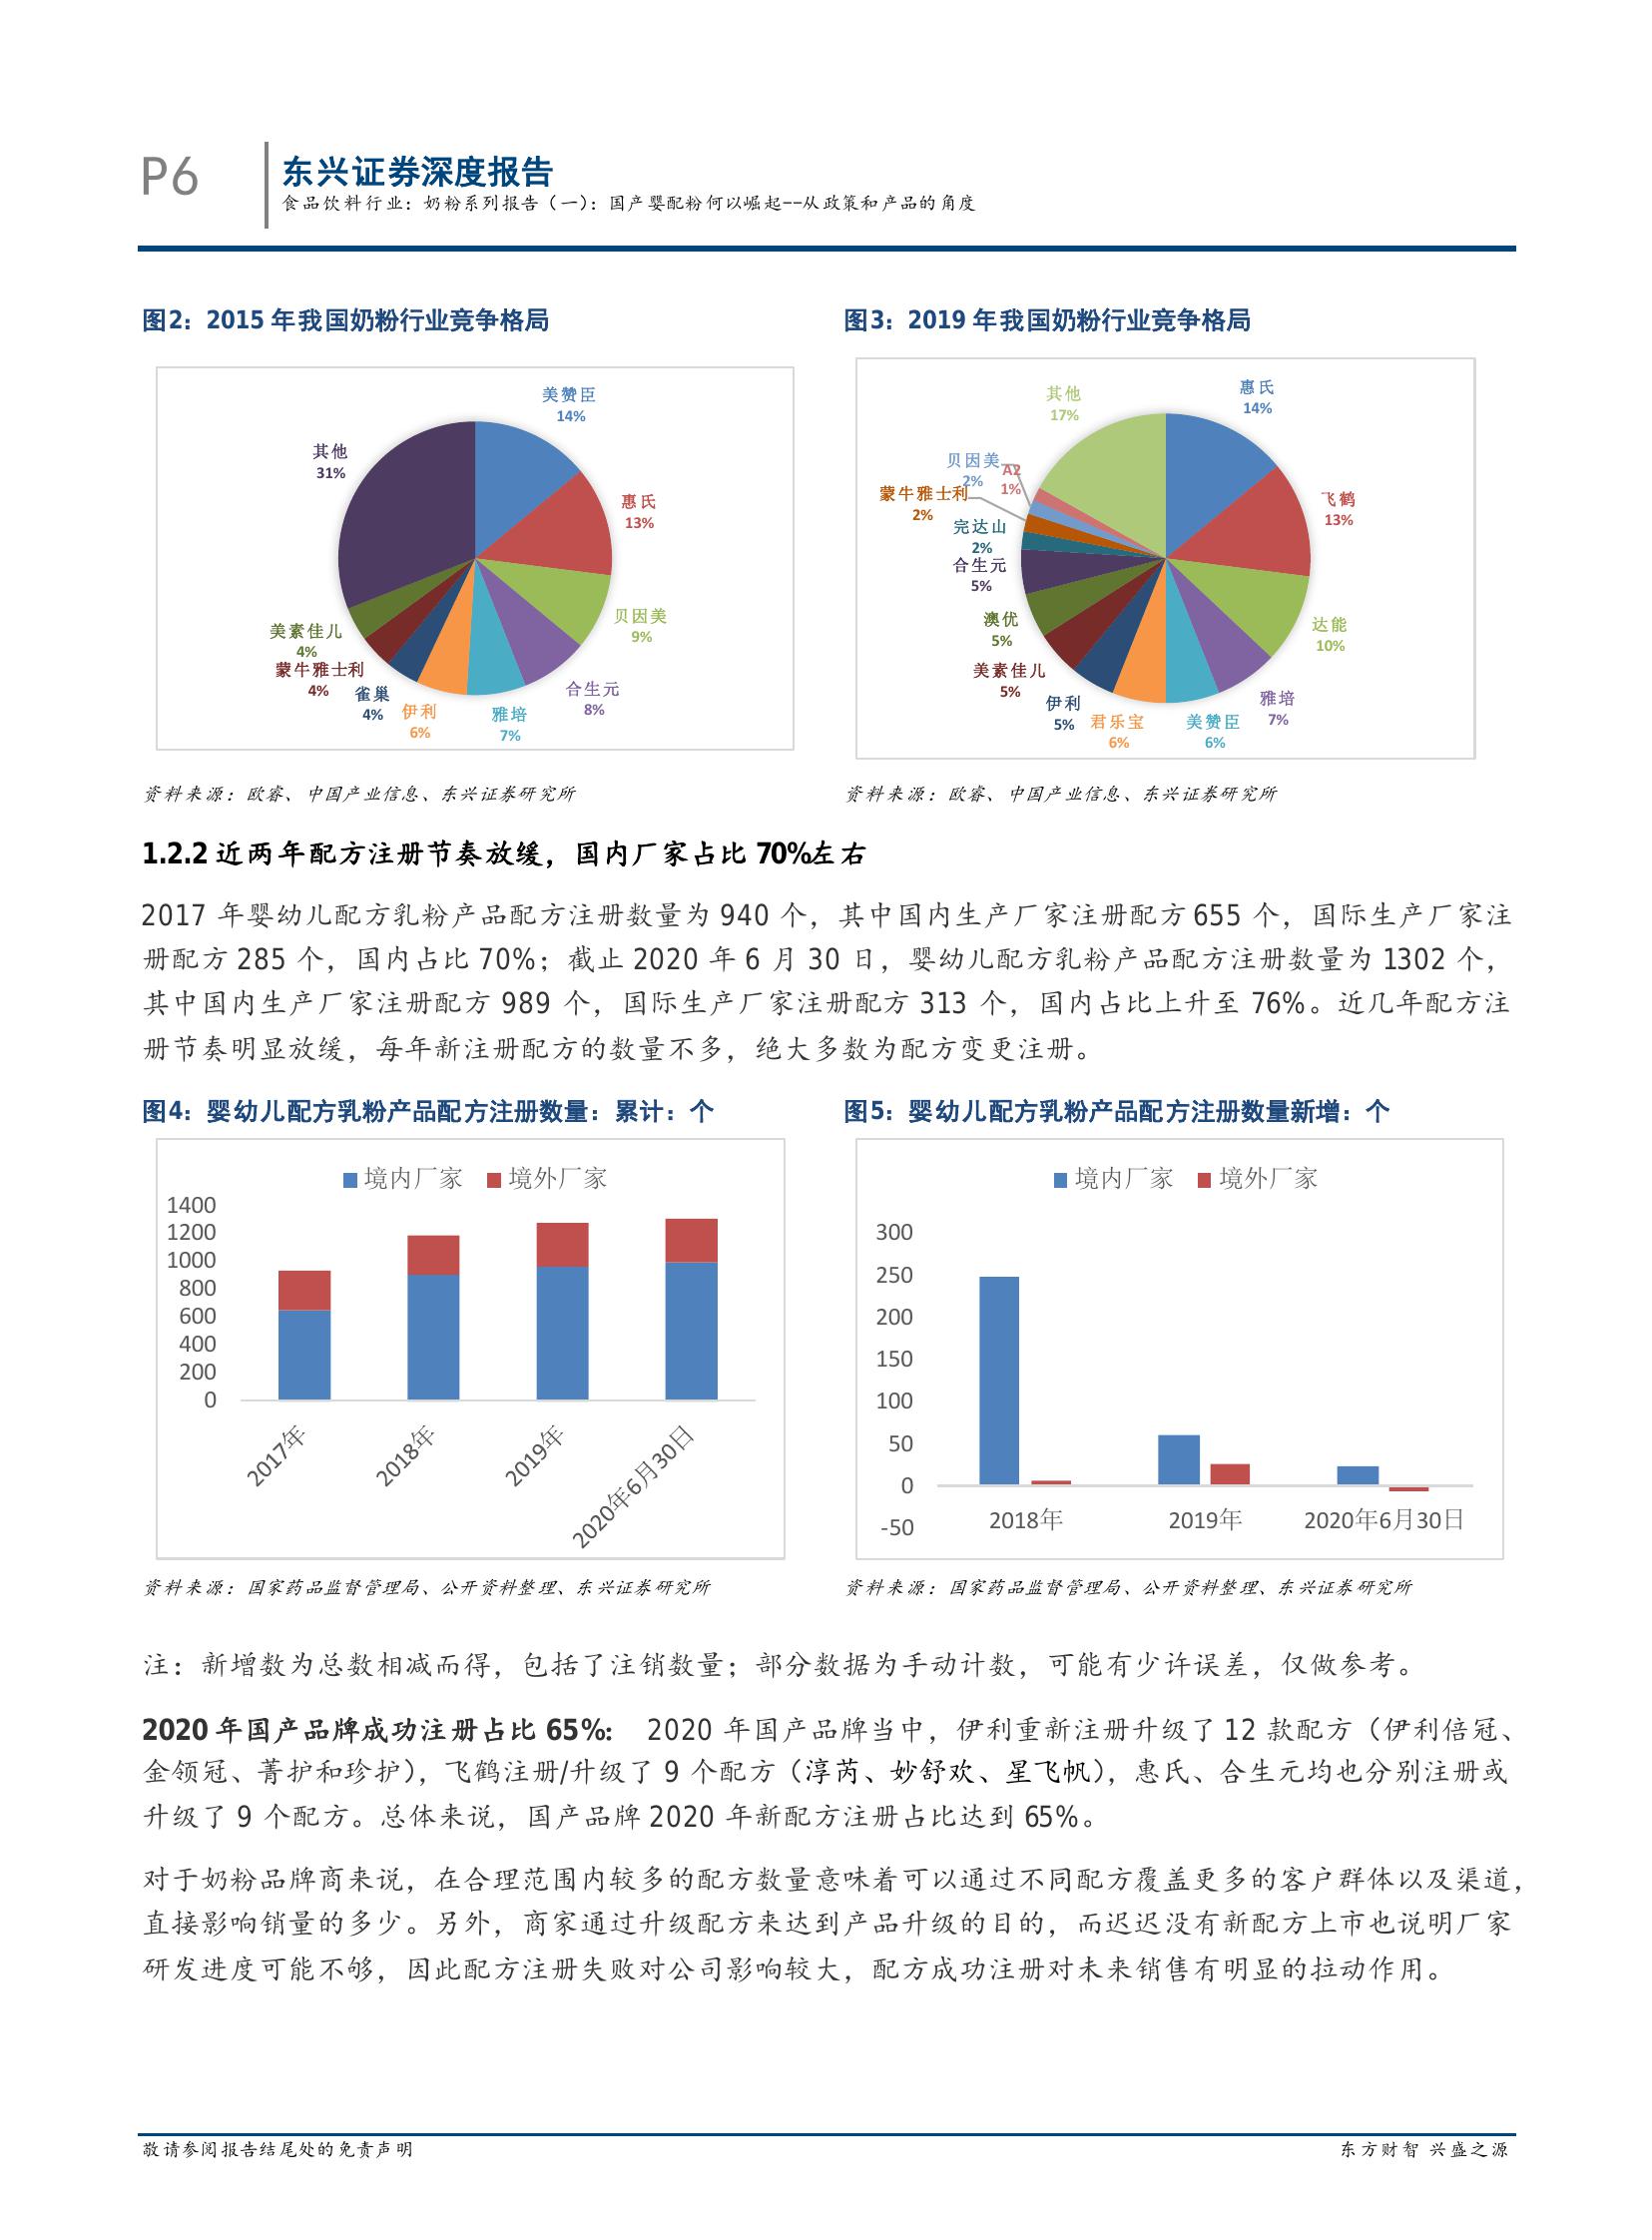 P6
东兴证券深度报告
食品饮料行业：奶粉系列报告（一）：国产婴配粉何以崛起--从政策和产品的角度
图2：2015 年我国奶粉行业竞争格局
美赞臣
14%
惠氏
13%
贝因美
9%
合生元
8%
雅培
7%
伊利
6%
雀巢
4%
蒙牛雅士利
4%
美素佳儿
4%
其他
31%
资料来源：欧睿、中国产业信息、东兴证券研究所
图3：2019 年我国奶粉行业竞争格局
惠氏
14%
飞鹤
13%
达能
10%
雅培
7%
美赞臣
6%
君乐宝
6%
伊利
5%
美素佳儿
5%
澳优
5%
合生元
5%
完达山
2%
蒙牛雅士利
2%
贝因美
2%
A2
1%
其他
17%
资料来源：欧睿、中国产业信息、东兴证券研究所
1.2.2 近两年配方注册节奏放缓，国内厂家占比 70%左右
2017 年婴幼儿配方乳粉产品配方注册数量为 940 个，其中国内生产厂家注册配方 655 个，国际生产厂家注
册配方 285 个，国内占比 70%；截止 2020 年 6 月 30 日，婴幼儿配方乳粉产品配方注册数量为 1302 个，
其中国内生产厂家注册配方 989 个，国际生产厂家注册配方 313 个，国内占比上升至 76%。近几年配方注
册节奏明显放缓，每年新注册配方的数量不多，绝大多数为配方变更注册。
图4：婴幼儿配方乳粉产品配方注册数量：累计：个
境内厂家 境外厂家
1400
1200
1000
800
600
400
200
0
2017年
2018年
2019年
2020年6月30日
资料来源：国家药品监督管理局、公开资料整理、东兴证券研究所
图5：婴幼儿配方乳粉产品配方注册数量新增：个
境内厂家 境外厂家
300
250
200
150
100
50
0
-50
2018年
2019年
2020年6月30日
资料来源：国家药品监督管理局、公开资料整理、东兴证券研究所
注：新增数为总数相减而得，包括了注销数量；部分数据为手动计数，可能有少许误差，仅做参考。
2020 年国产品牌成功注册占比 65%： 2020 年国产品牌当中，伊利重新注册升级了 12 款配方（伊利倍冠、
金领冠、菁护和珍护），飞鹤注册/升级了 9 个配方（淳芮、妙舒欢、星飞帆），惠氏、合生元均也分别注册或
升级了 9 个配方。总体来说，国产品牌 2020 年新配方注册占比达到 65%。
对于奶粉品牌商来说，在合理范围内较多的配方数量意味着可以通过不同配方覆盖更多的客户群体以及渠道，
直接影响销量的多少。另外，商家通过升级配方来达到产品升级的目的，而迟迟没有新配方上市也说明厂家
研发进度可能不够，因此配方注册失败对公司影响较大，配方成功注册对未来销售有明显的拉动作用。
敬请参阅报告结尾处的免责声明
东方财智 兴盛之源